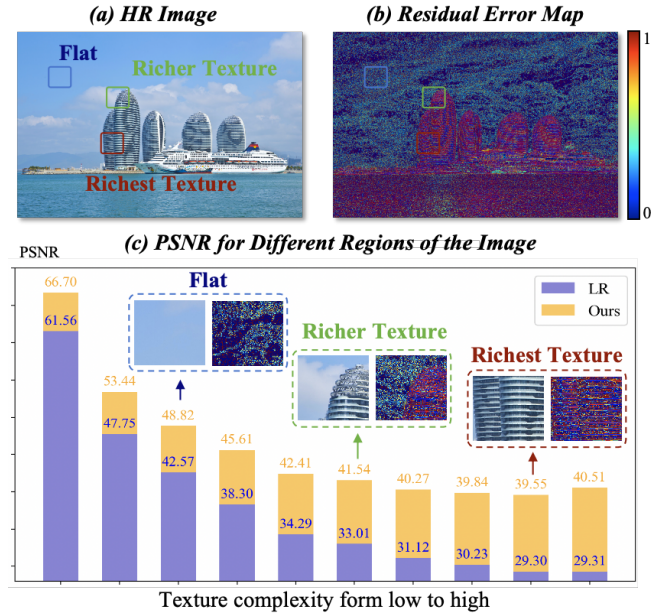 (a) HR Image
(b) Residual Error Map
Flat
Richer Texture
Richest Texture
1
0
(c) PSNR for Different Regions of the Image
PSNR
Flat
Richer Texture
Richest Texture
LR
Ours
66.70
61.56
53.44
47.75
48.82
42.57
45.61
38.30
42.41
34.29
41.54
33.01
40.27
31.12
39.84
30.23
39.55
29.30
40.51
29.31
Texture complexity form low to high